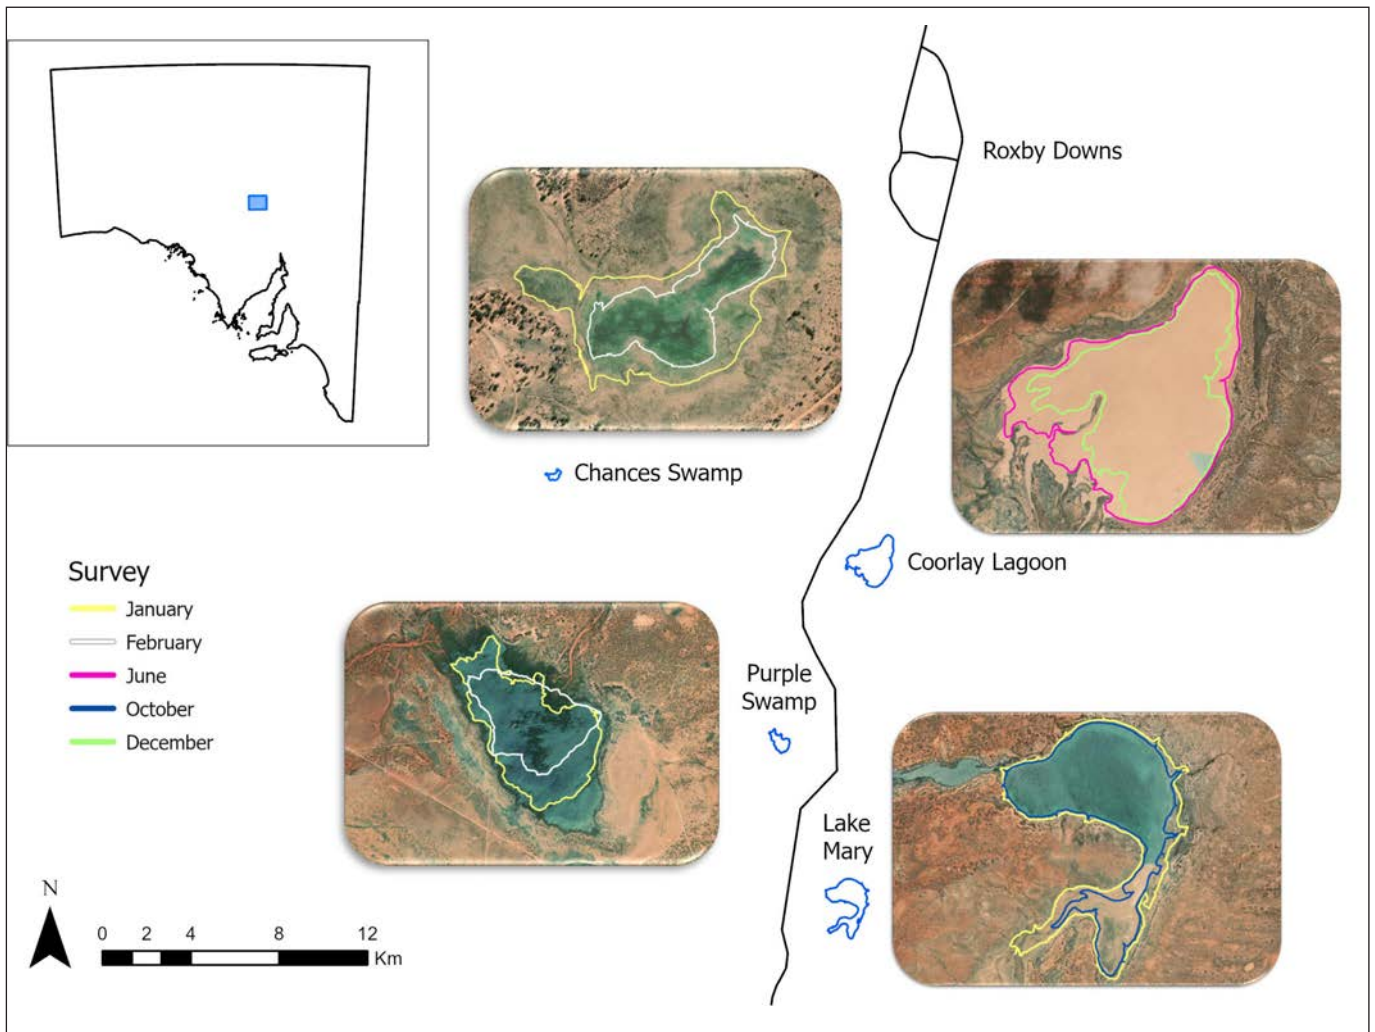 Roxby Downs
Chances Swamp
Coorlay Lagoon
Survey
January
February
June
October
December
Purple
Swamp
Lake
Mary
N
0 2 4 8 12
Km